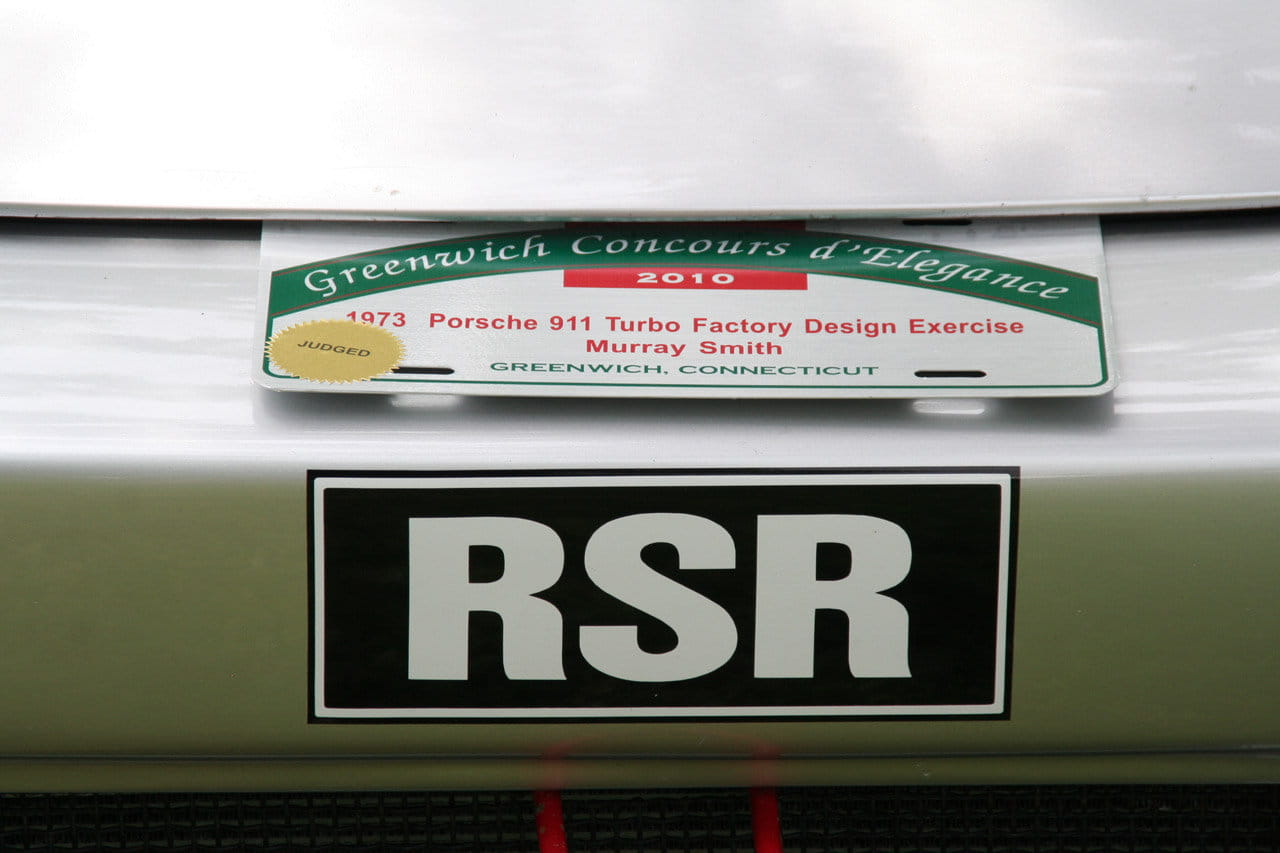 Greenwich Concours d'Elegance
2010
1973 Porsche 911 Turbo Factory Design Exercise
Murray Smith
JUDGED
GREENWICH, CONNECTICUT
RSR